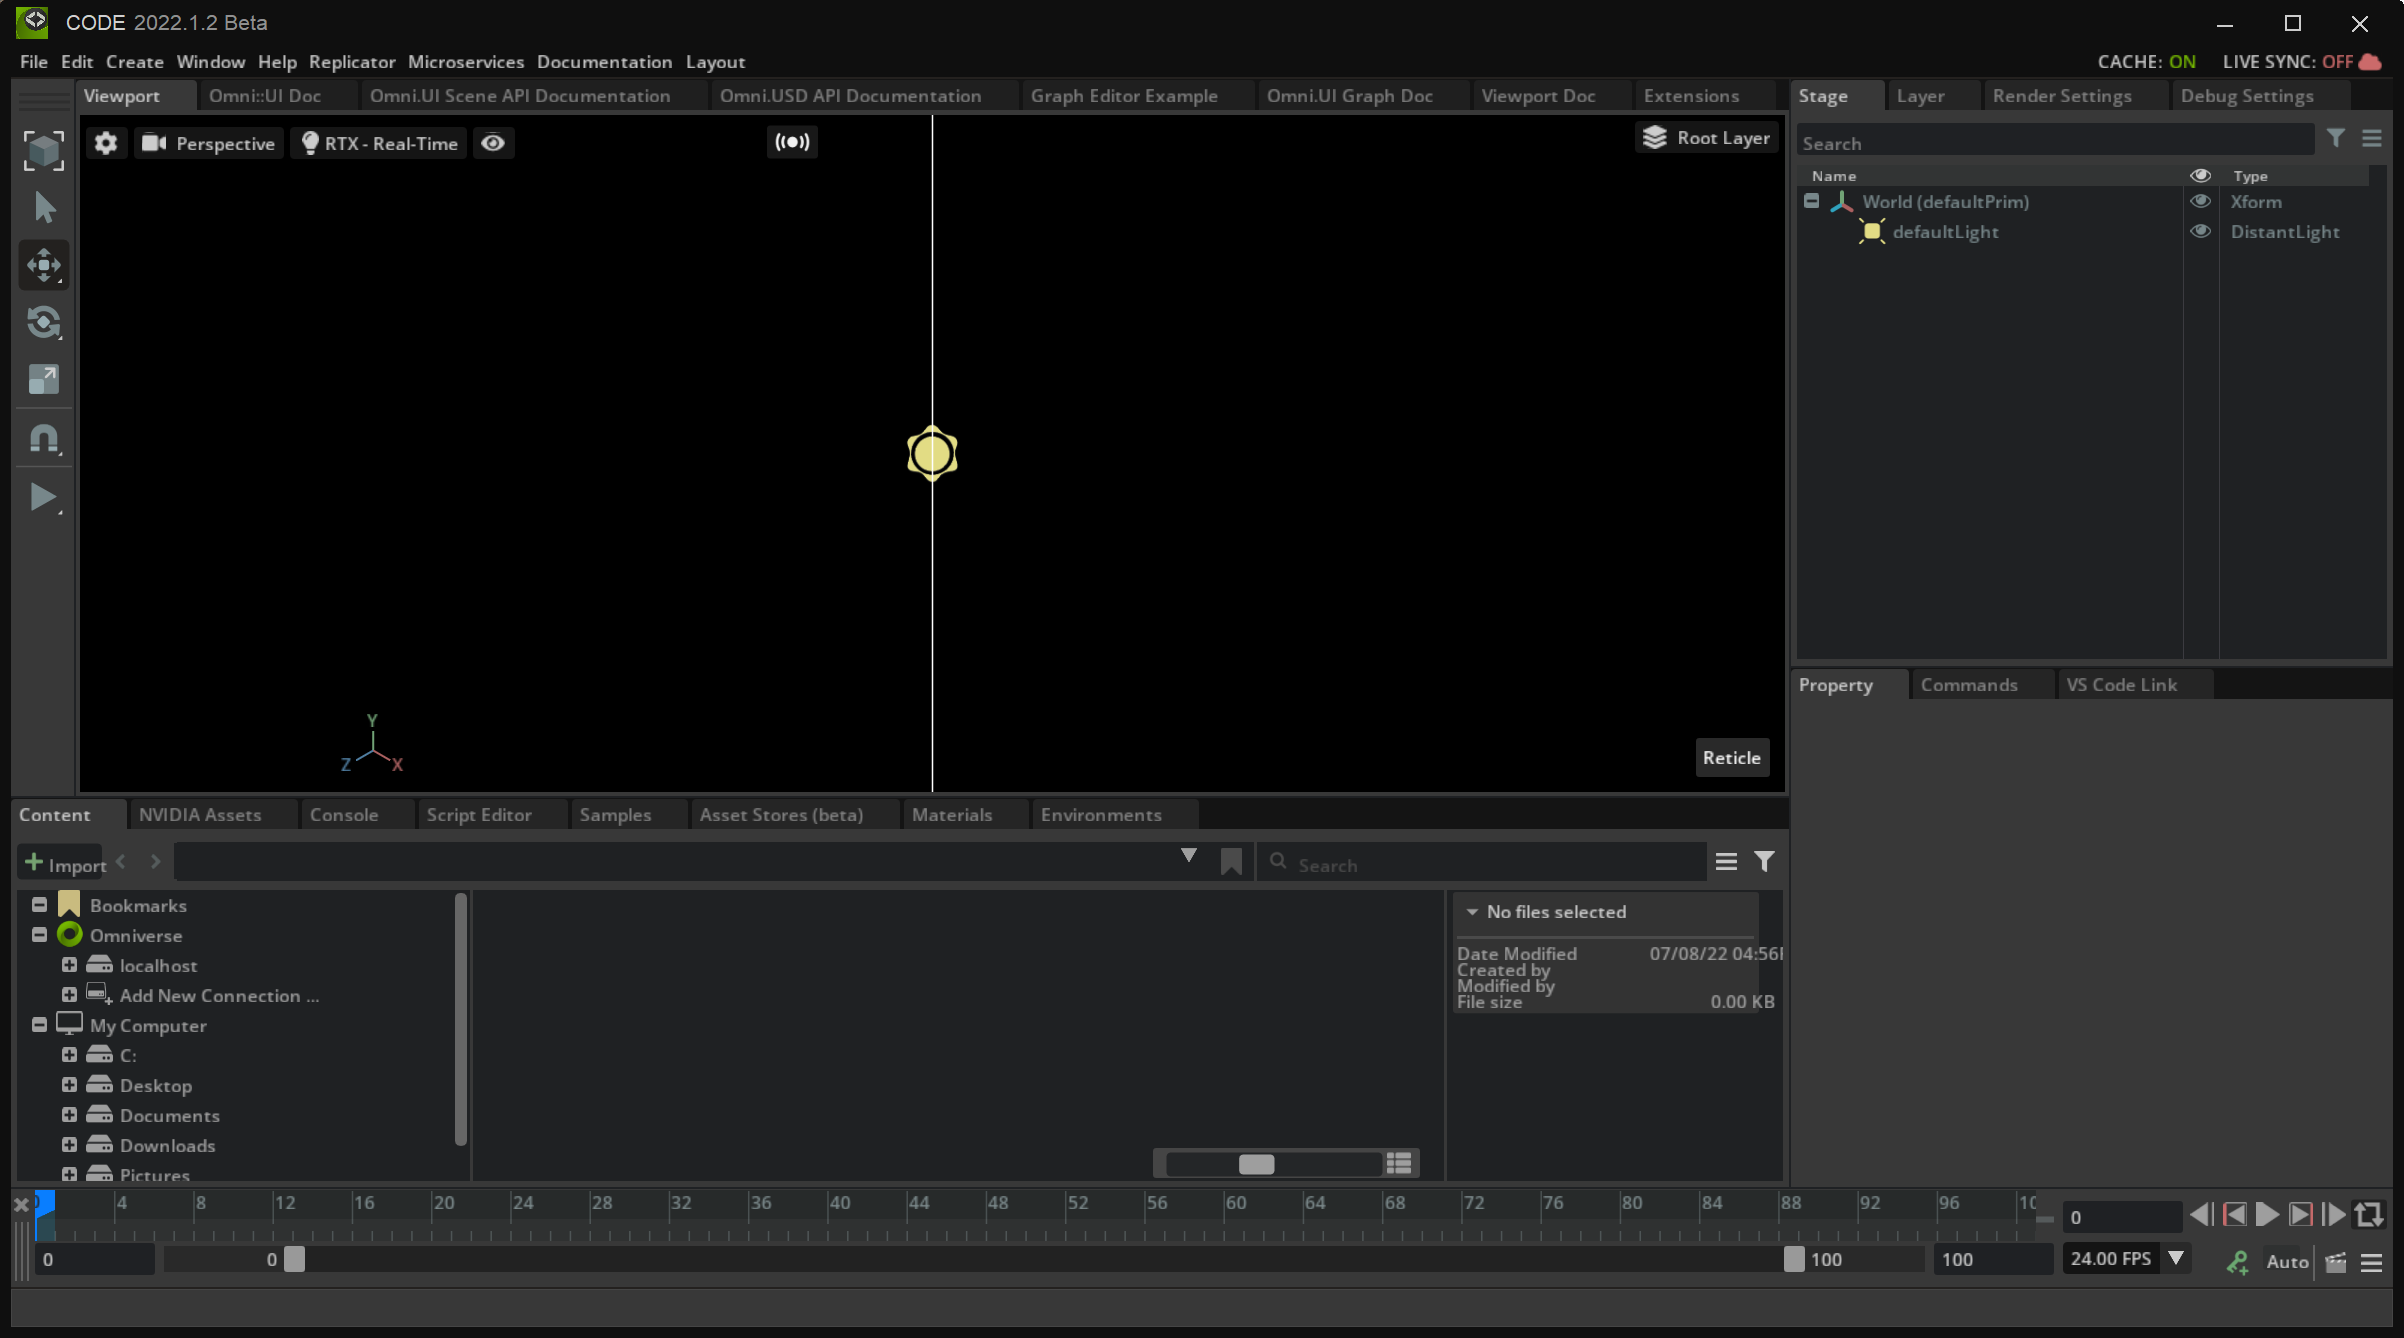 CODE 2022.1.2 Beta
File Edit Create Window Help Replicator Microservices Documentation Layout
CACHE: ON LIVE SYNC: OFF
Viewport Omni::UI Doc Omni.UI Scene API Documentation Omni.USD API Documentation Graph Editor Example Omni.UI Graph Doc Viewport Doc Extensions
Stage Layer Render Settings Debug Settings
Perspective RTX - Real-Time Root Layer
Search
Name Type
World (defaultPrim) Xform
defaultLight DistantLight
Property Commands VS Code Link
Y
Z X
Reticle
Content NVIDIA Assets Console Script Editor Samples Asset Stores (beta) Materials Environments
Import Search
Bookmarks
Omniverse
localhost
Add New Connection ...
My Computer
C:
Desktop
Documents
Downloads
Pictures
No files selected
Date Modified 07/08/22 04:56
Created by
Modified by
File size 0.00 KB
4 8 12 16 20 24 28 32 36 40 44 48 52 56 60 64 68 72 76 80 84 88 92 96 10
0
0 0 100 100 24.00 FPS Auto